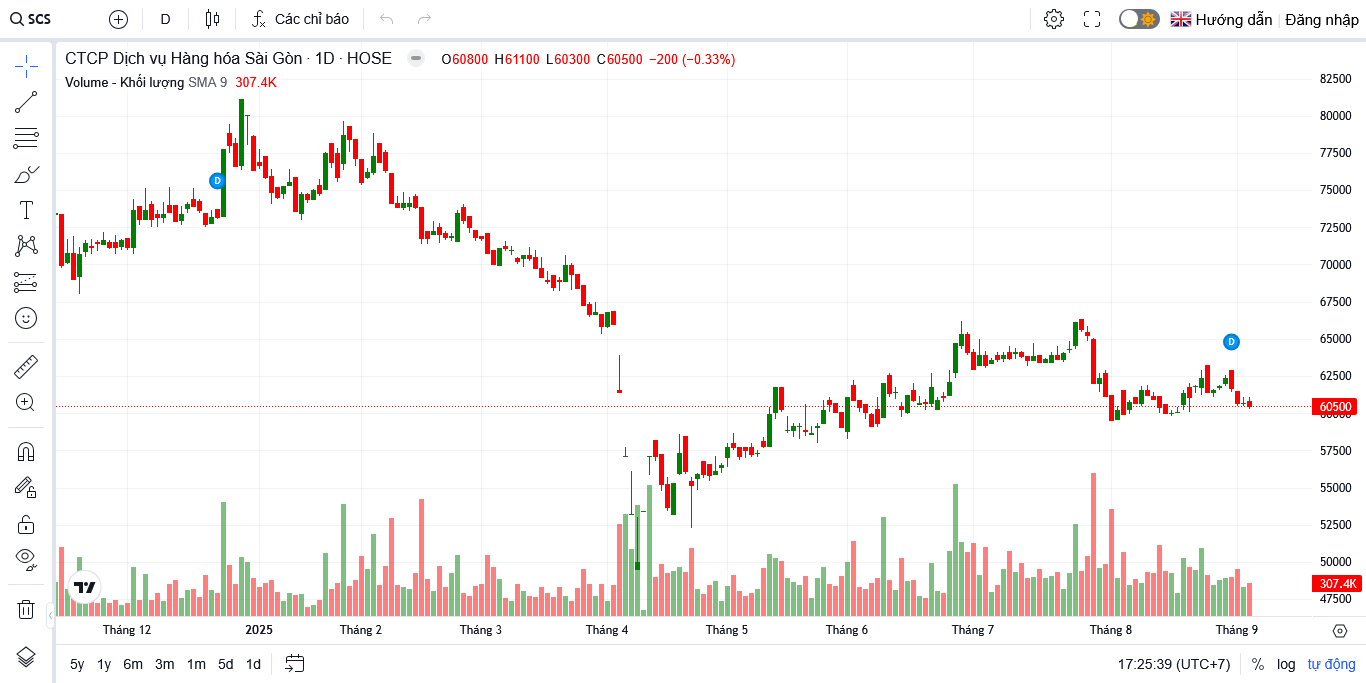 SCS D Các chỉ báo Hướng dẫn Đăng nhập
CTCP Dịch vụ Hàng hóa Sài Gòn · 1D · HOSE O60800 H61100 L60300 C60500 −200 (−0.33%)
Volume - Khối lượng SMA 9 307.4K
82500
80000
77500
D
75000
72500
70000
67500
65000
D
62500
60500
60000
57500
55000
52500
50000
307.4K
47500
Tháng 12 2025 Tháng 2 Tháng 3 Tháng 4 Tháng 5 Tháng 6 Tháng 7 Tháng 8 Tháng 9
5y 1y 6m 3m 1m 5d 1d 17:25:39 (UTC+7) % log tự động